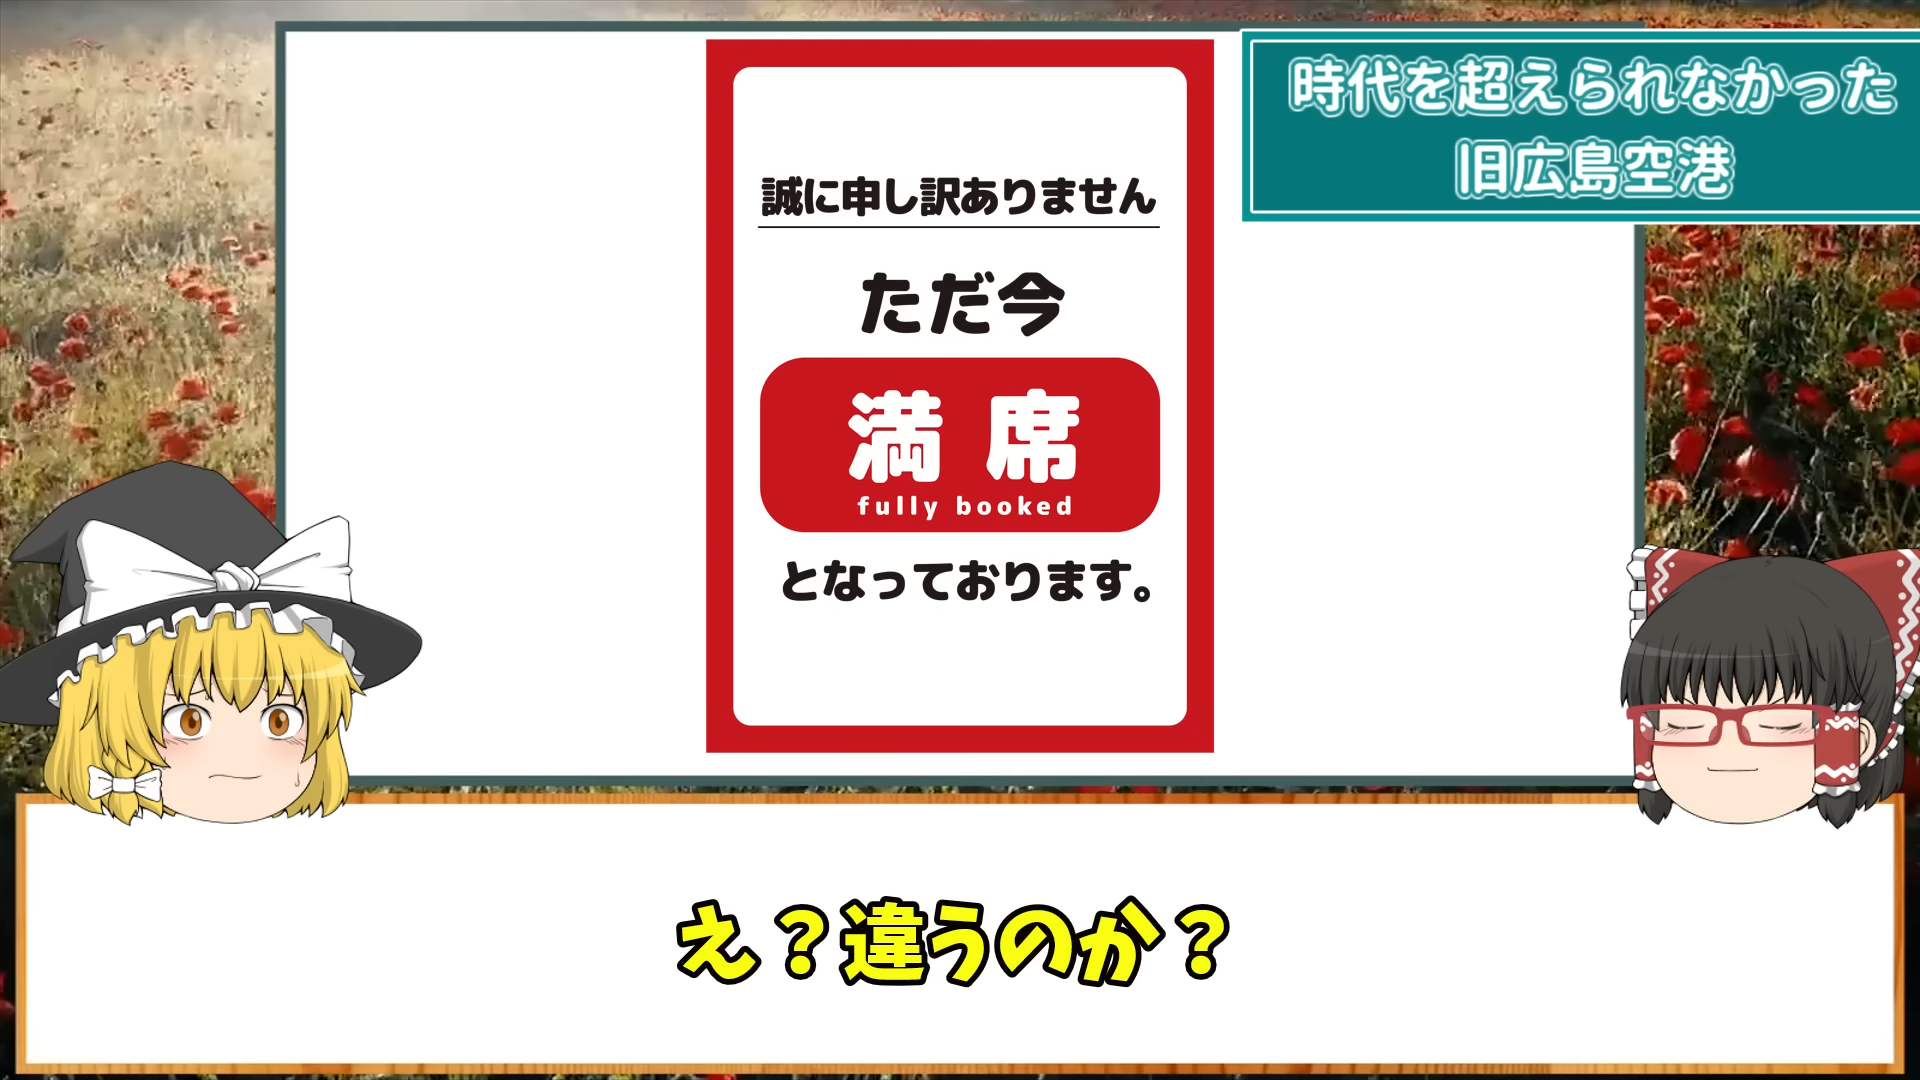 時代を超えられなかった
旧広島空港
誠に申し訳ありません
ただ今
満席
fully booked
となっております。
え？違うのか？